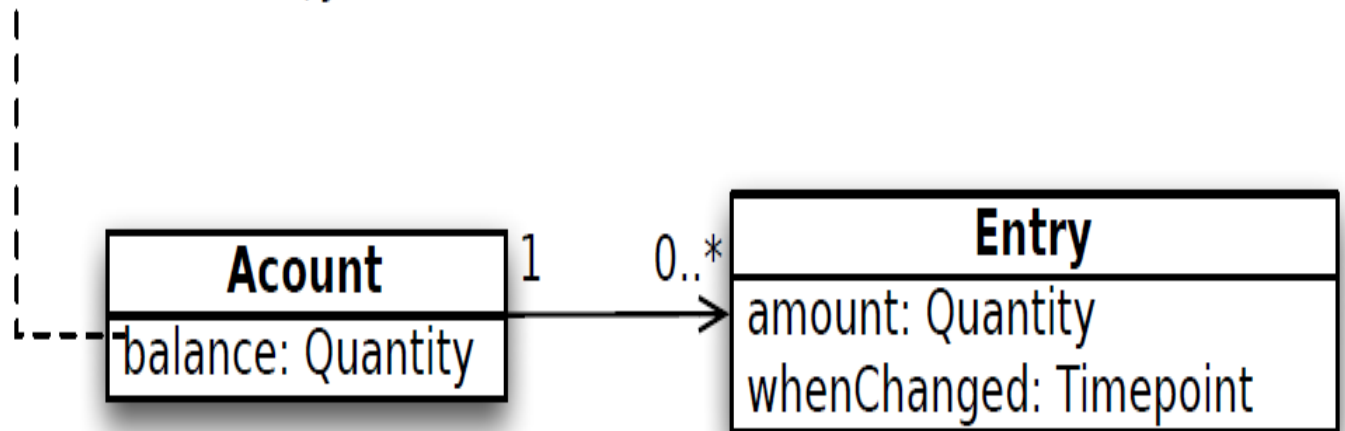 Acount
balance: Quantity
1
0..*
Entry
amount: Quantity
whenChanged: Timepoint